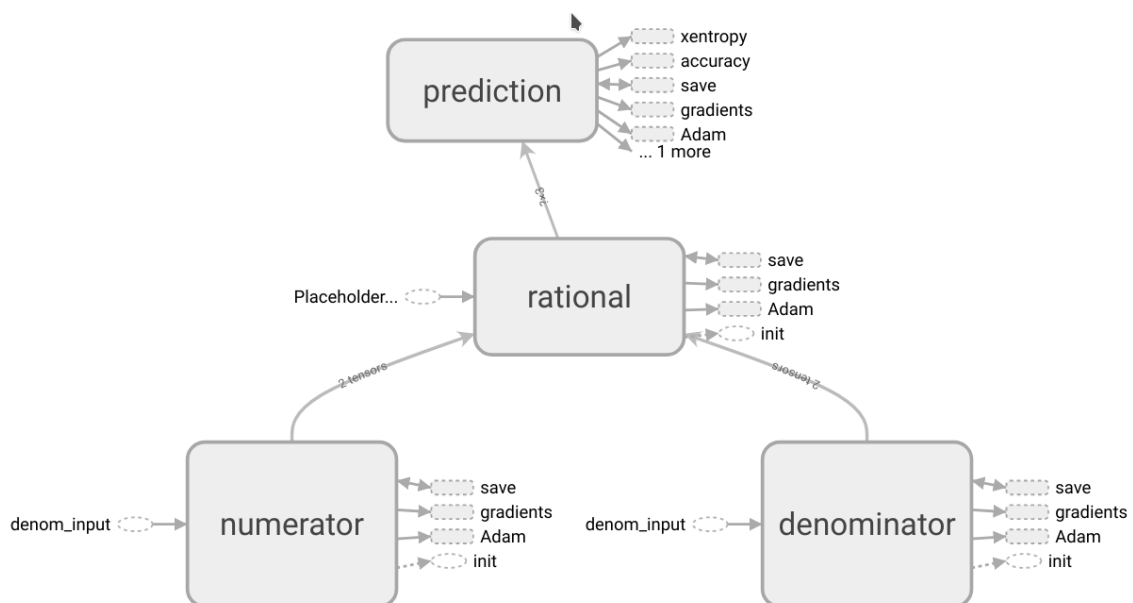 xentropy
accuracy
prediction
save
gradients
Adam
... 1 more
save
gradients
Placeholder...
rational
Adam
init
2 tensors
2 tensors
save
save
gradients
gradients
denom_input
numerator
denom_input
denominator
Adam
Adam
init
init